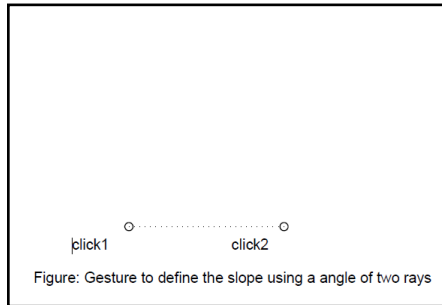 click1 click2
Figure: Gesture to define the slope using a angle of two rays